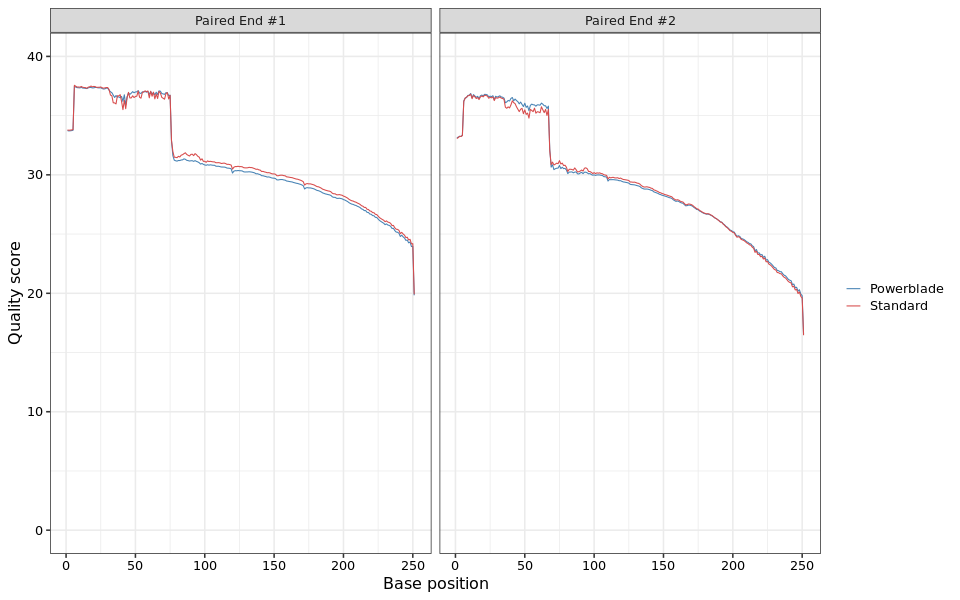 Paired End #1
Paired End #2
40
30
20
10
0
Quality score
0 50 100 150 200 250
0 50 100 150 200 250
Base position
Powerblade
Standard